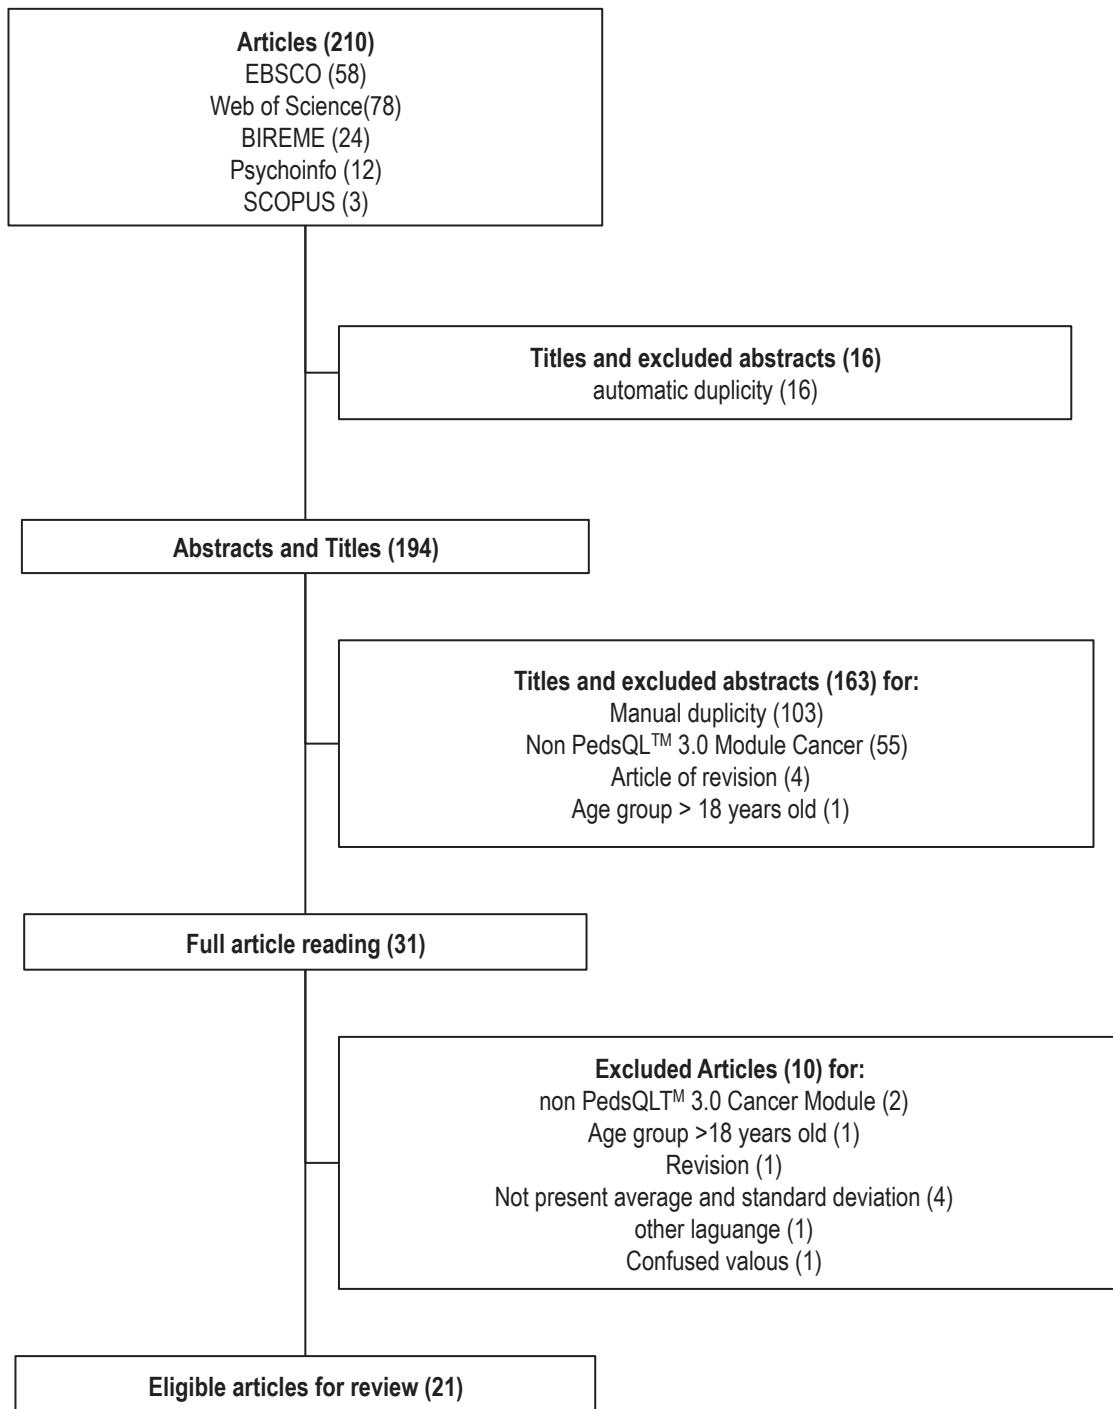 Articles (210)
EBSCO (58)
Web of Science(78)
BIREME (24)
Psychoinfo (12)
SCOPUS (3)
Titles and excluded abstracts (16)
automatic duplicity (16)
Abstracts and Titles (194)
Titles and excluded abstracts (163) for:
Manual duplicity (103)
Non PedsQL™ 3.0 Module Cancer (55)
Article of revision (4)
Age group > 18 years old (1)
Full article reading (31)
Excluded Articles (10) for:
non PedsQLTᴹ 3.0 Cancer Module (2)
Age group >18 years old (1)
Revision (1)
Not present average and standard deviation (4)
other laguange (1)
Confused valous (1)
Eligible articles for review (21)